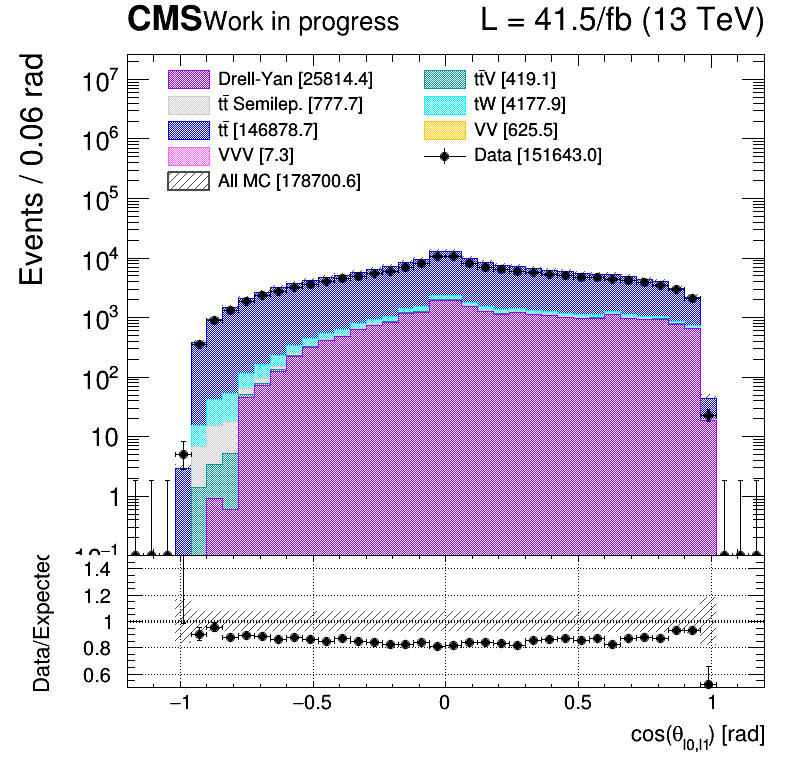 CMS Work in progress L = 41.5/fb (13 TeV)
Events / 0.06 rad
Drell-Yan [25814.4]
tt̄ Semilep. [777.7]
tt̄ [146878.7]
VVV [7.3]
All MC [178700.6]
tt̄V [419.1]
tW [4177.9]
VV [625.5]
Data [151643.0]
10⁷
10⁶
10⁵
10⁴
10³
10²
10
1
10⁻¹
Data/Expected
1.4
1.2
1
0.8
0.6
−1 −0.5 0 0.5 1
cos(θ_l0,l1) [rad]